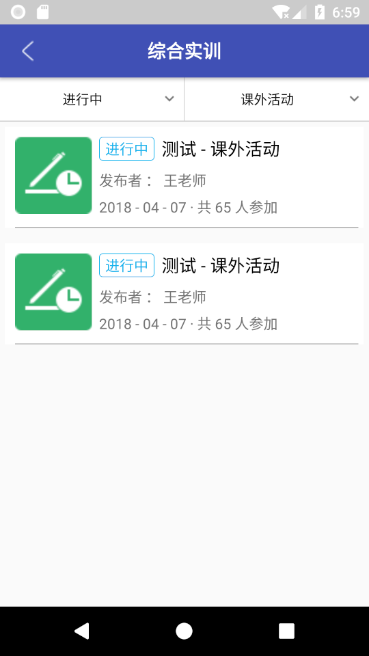 6:59
综合实训
进行中
课外活动
进行中 测试 - 课外活动
发布者： 王老师
2018 - 04 - 07 · 共 65 人参加
进行中 测试 - 课外活动
发布者： 王老师
2018 - 04 - 07 · 共 65 人参加